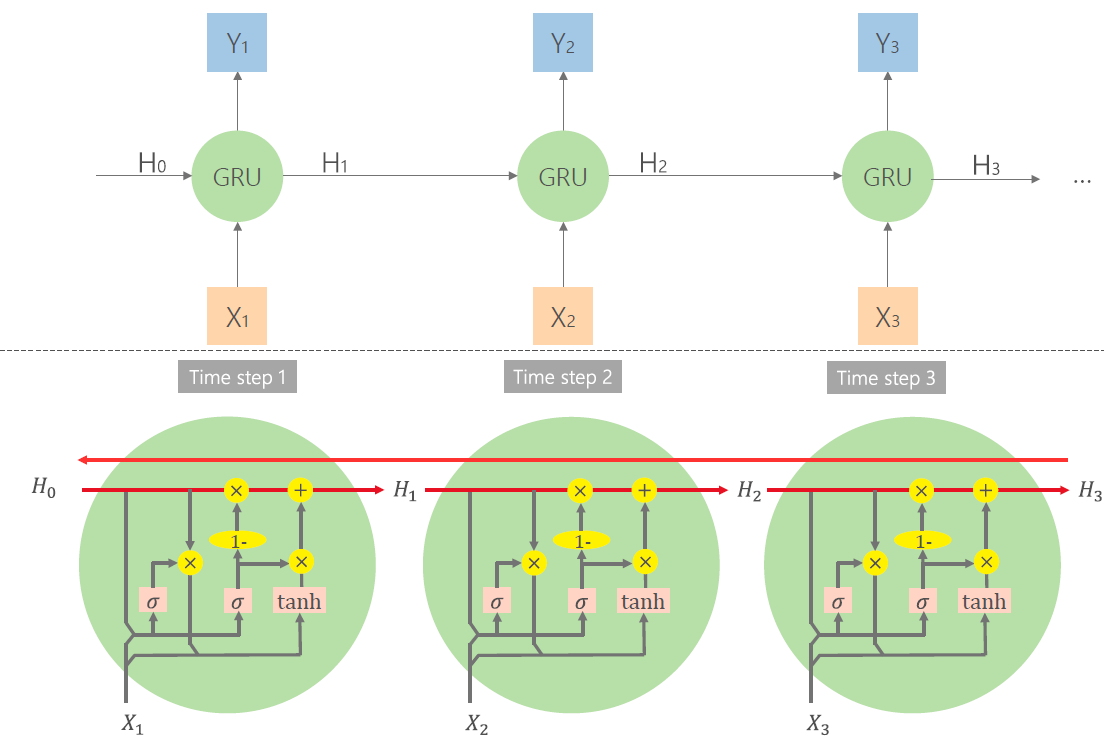 Y₁ Y₂ Y₃
H₀ GRU H₁ GRU H₂ GRU H₃ ...
X₁ X₂ X₃
Time step 1 Time step 2 Time step 3
H₀ × + H₁ × + H₂ × + H₃
1- 1- 1-
× × × × × ×
σ σ tanh σ σ tanh σ σ tanh
X₁ X₂ X₃